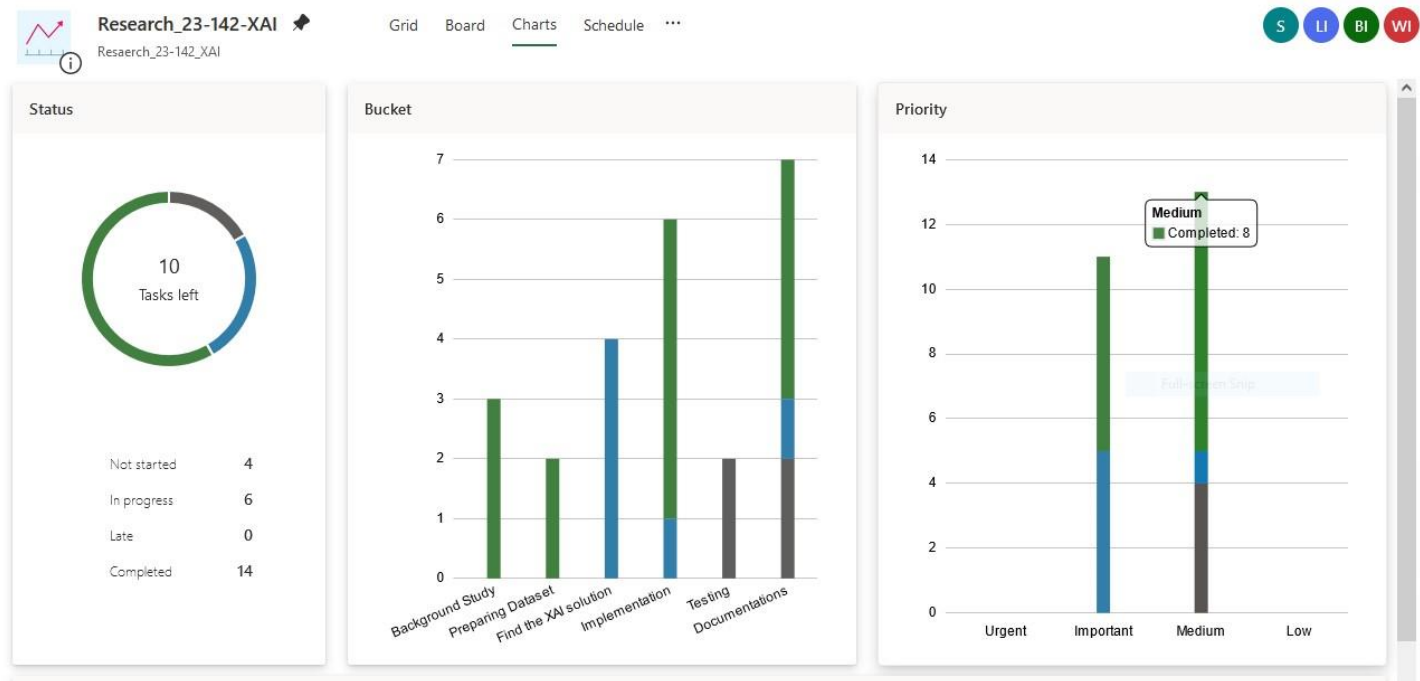 Research_23-142-XAI
Resaerch_23-142_XAI
Grid Board Charts Schedule ...
S LI BI WI
Status
10
Tasks left
Not started 4
In progress 6
Late 0
Completed 14
Bucket
7
6
5
4
3
2
1
0
Background Study
Preparing Dataset
Find the XAI solution
Implementation
Testing
Documentations
Priority
14
12
10
8
6
4
2
0
Medium
Completed: 8
Full-screen Snip
Urgent Important Medium Low